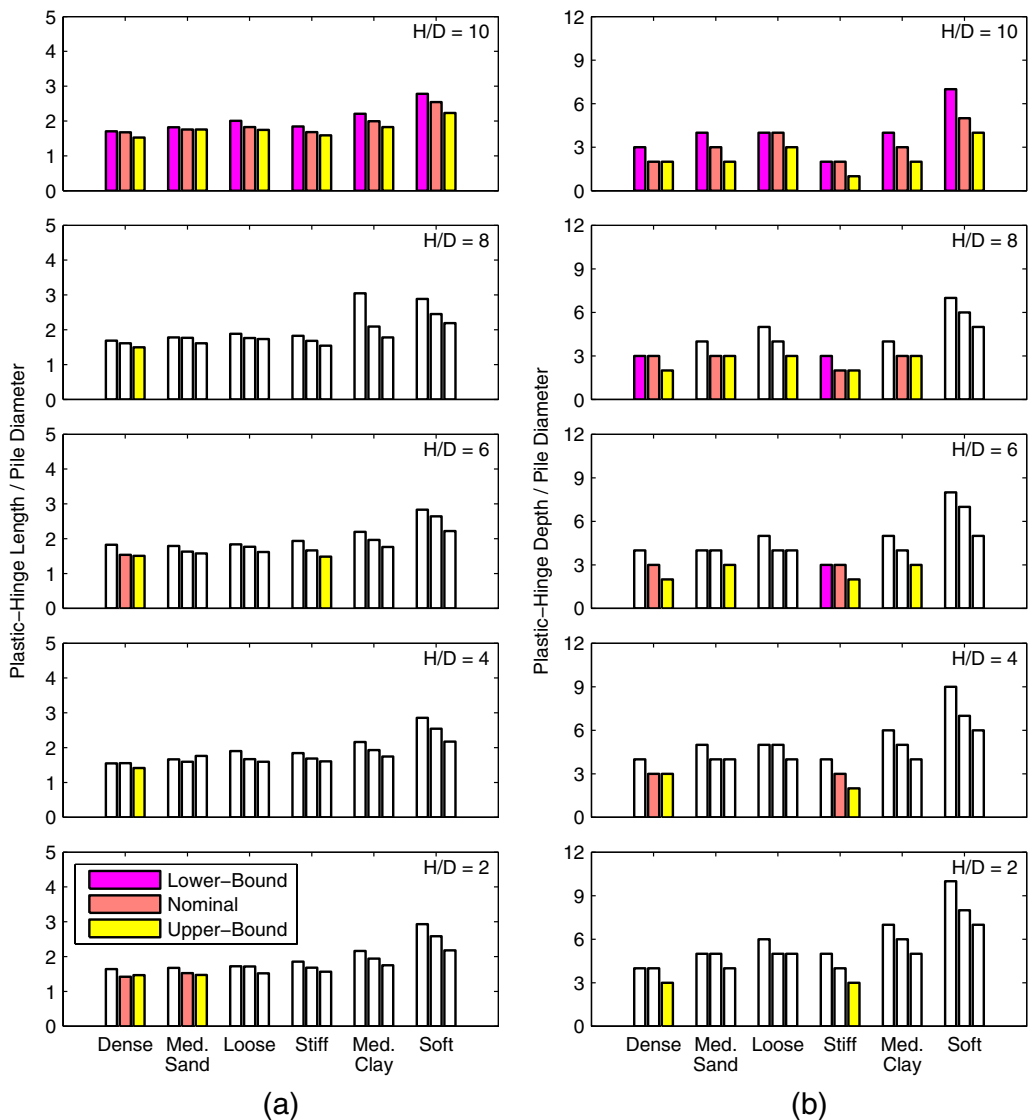 5
4
3
2
1
0
H/D = 10
5
4
3
2
1
0
H/D = 8
5
4
3
2
1
0
H/D = 6
5
4
3
2
1
0
H/D = 4
5
4
3
2
1
0
H/D = 2
Lower-Bound
Nominal
Upper-Bound
Plastic-Hinge Length / Pile Diameter
Dense Med. Loose Stiff Med. Soft
Sand Clay
(a)
12
9
6
3
0
H/D = 10
12
9
6
3
0
H/D = 8
12
9
6
3
0
H/D = 6
12
9
6
3
0
H/D = 4
12
9
6
3
0
H/D = 2
Plastic-Hinge Depth / Pile Diameter
Dense Med. Loose Stiff Med. Soft
Sand Clay
(b)